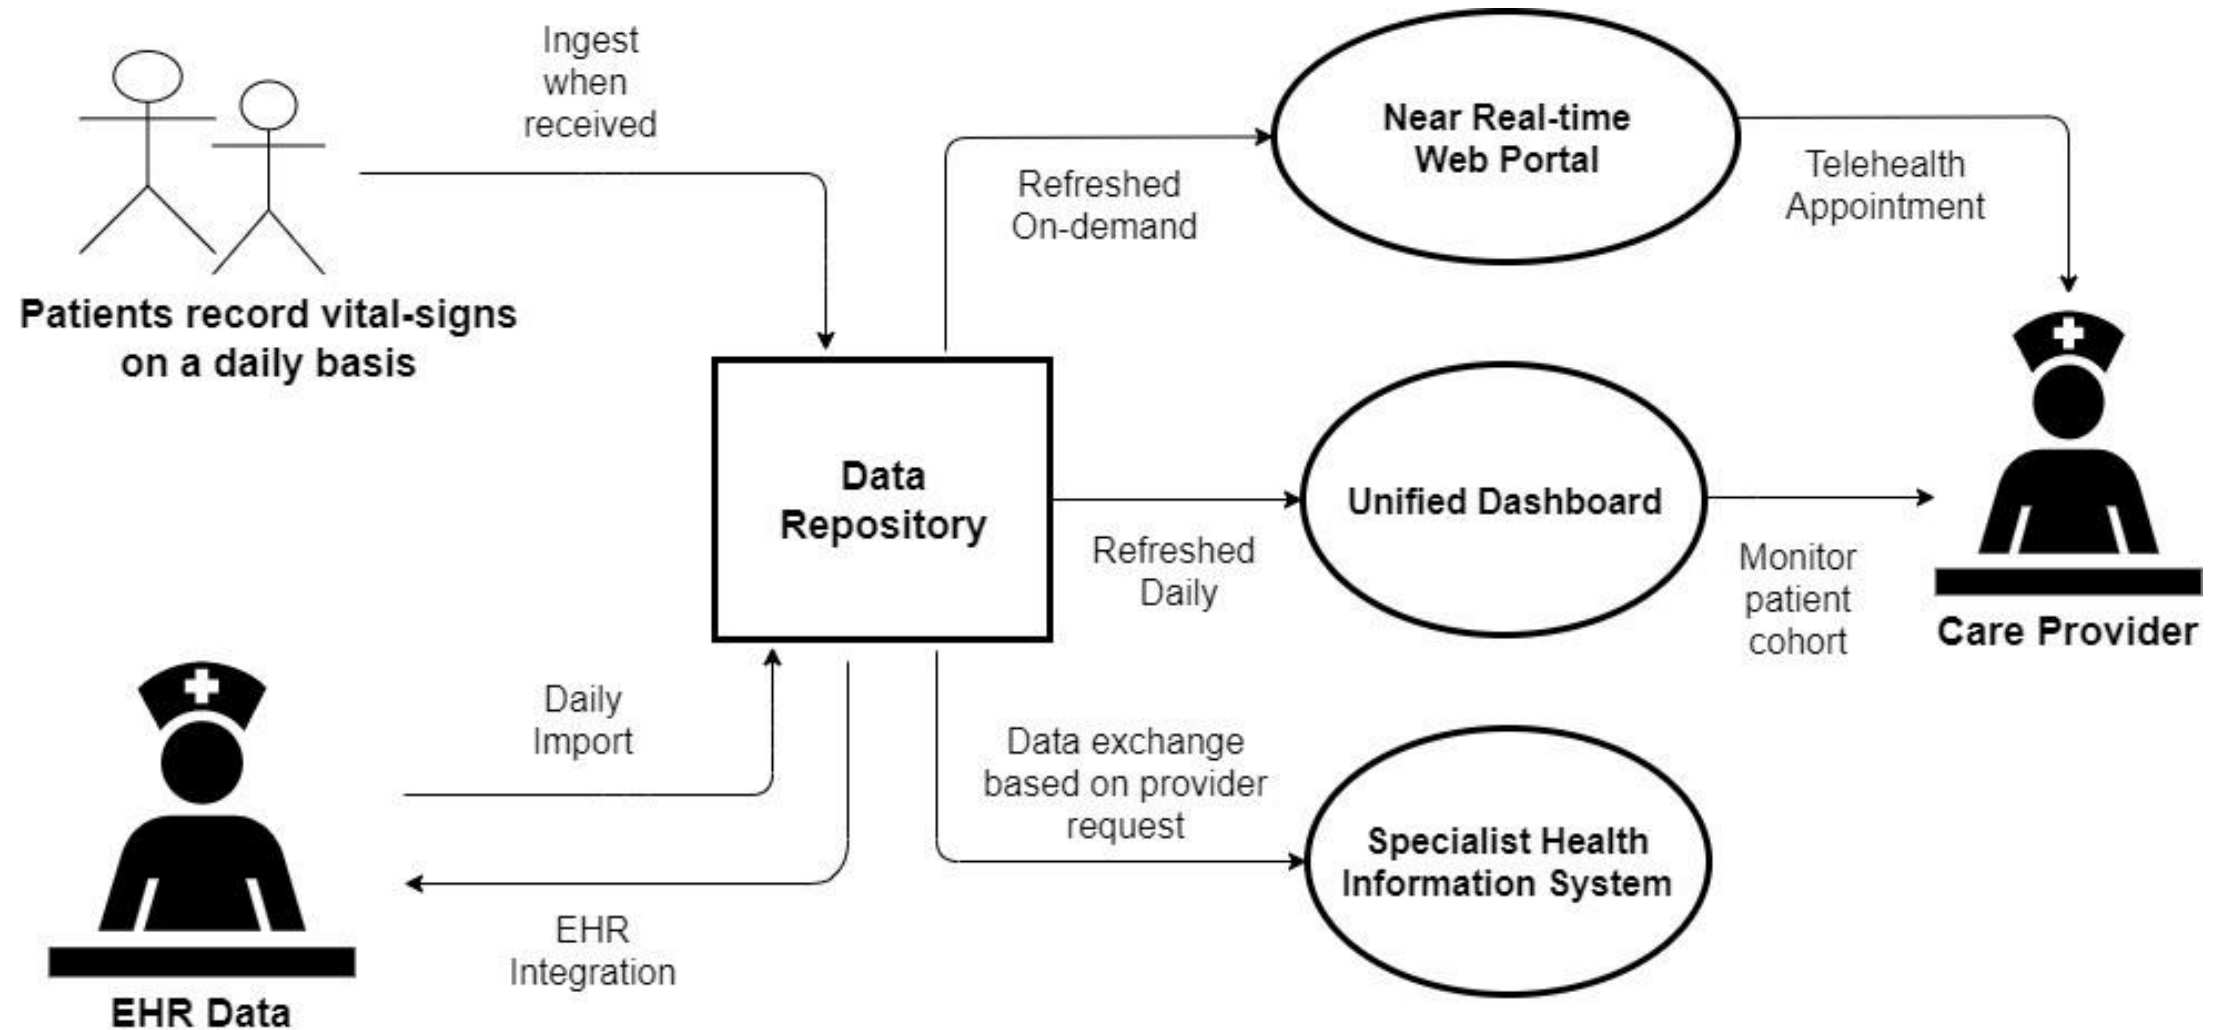 Ingest
when
received
Patients record vital-signs
on a daily basis
Refreshed
On-demand
Near Real-time
Web Portal
Telehealth
Appointment
Data
Repository
Refreshed
Daily
Unified Dashboard
Monitor
patient
cohort
Care Provider
Daily
Import
EHR
Integration
EHR Data
Data exchange
based on provider
request
Specialist Health
Information System